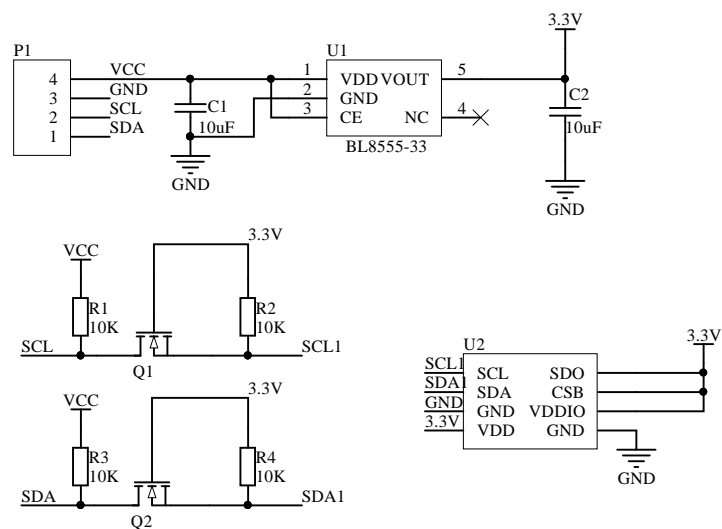 3.3V
P1
U1
4
VCC
3
GND
2
SCL
1
SDA
C1
10uF
GND
1
VDD
VOUT
5
2
GND
3
CE
NC
4
BL8555-33
C2
10uF
GND
VCC
3.3V
R1
10K
R2
10K
SCL
Q1
SCL1
VCC
3.3V
R3
10K
R4
10K
SDA
Q2
SDA1
3.3V
U2
SCL1
SCL
SDO
SDA1
SDA
CSB
GND
GND
VDDIO
3.3V
VDD
GND
GND